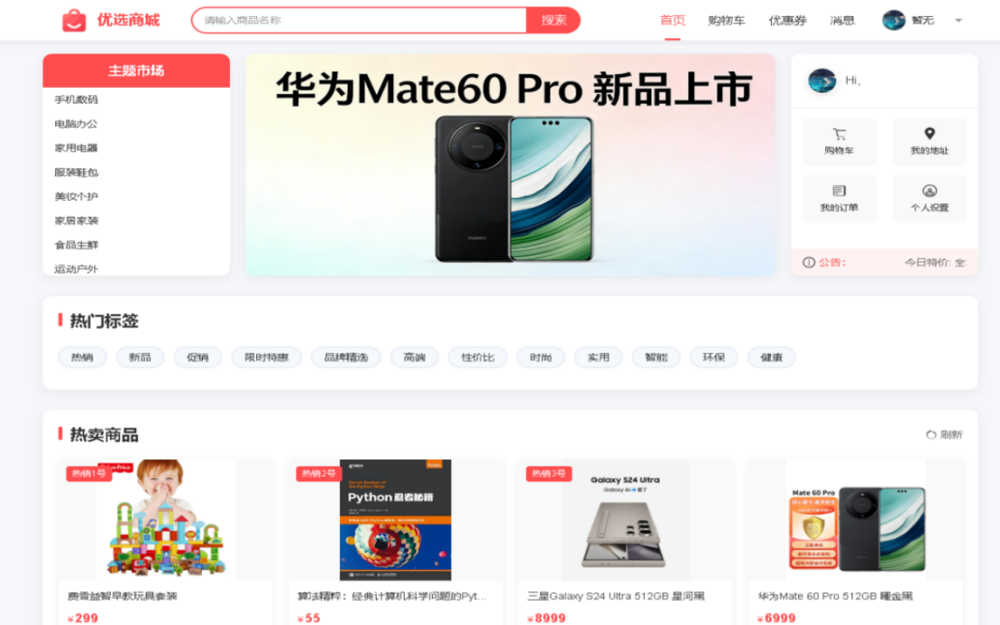 优选商城
请输入商品名称
搜索
首页
购物车
优惠券
消息
暂无
主题市场
手机数码
电脑办公
家用电器
服装鞋包
美妆个护
家居家装
食品生鲜
运动户外
华为Mate60 Pro 新品上市
HUAWEI
Hi,
购物车
我的地址
我的订单
个人设置
公告：
今日特价: 全
热门标签
热销
新品
促销
限时特惠
品牌精选
高端
性价比
时尚
实用
智能
环保
健康
热卖商品
刷新
热销1号
Fisher-Price
费雪益智早教玩具套装
¥299
热销2号
Python 忍者秘籍
算法精粹：经典计算机科学问题的Pyt...
¥55
热销3号
Galaxy S24 Ultra
Galaxy AI 来了
三星Galaxy S24 Ultra 512GB 星河黑
¥8999
Mate 60 Pro
华为Mate 60 Pro 512GB 曜金黑
¥6999